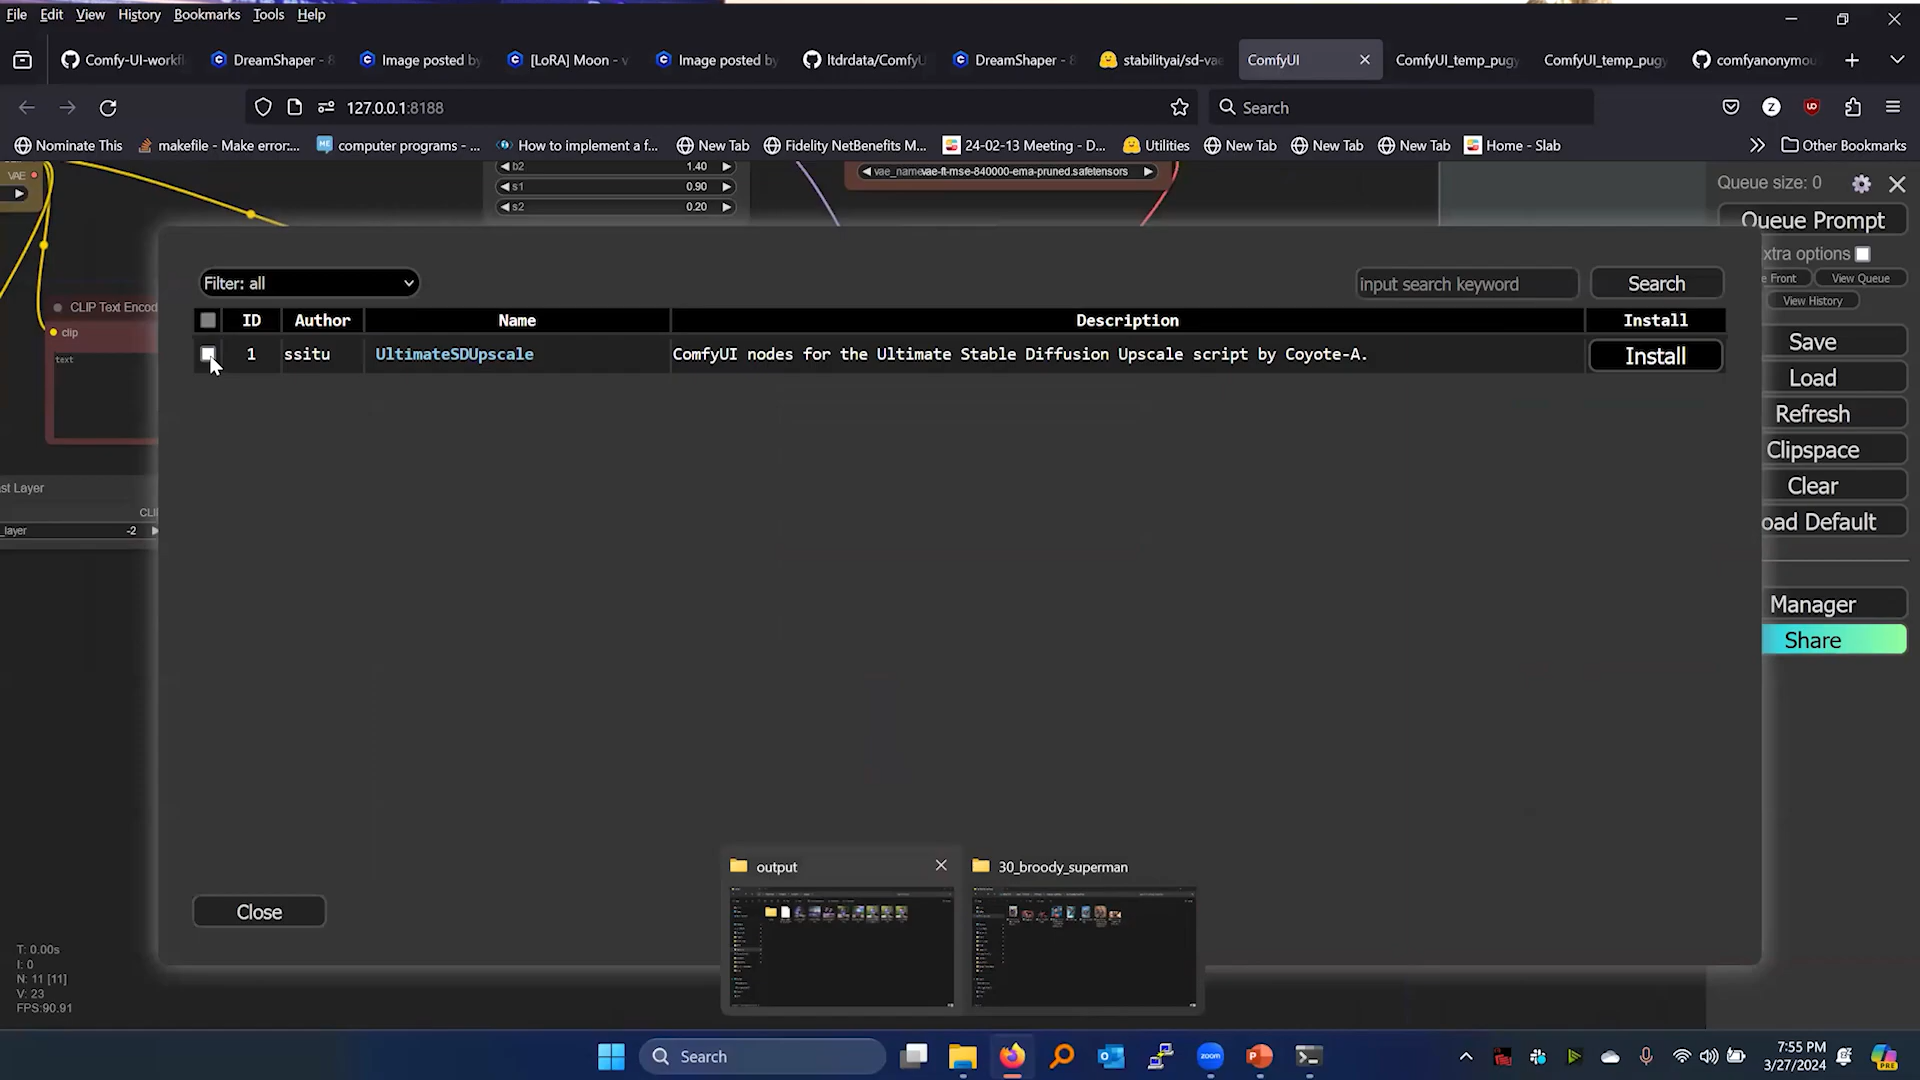 File Edit View History Bookmarks Tools Help
Comfy-UI-workfl
DreamShaper - 8
Image posted by
[LoRA] Moon - v
Image posted by
ltdrdata/ComfyU
DreamShaper - 8
stabilityai/sd-vae
ComfyUI
ComfyUI_temp_pugy
ComfyUI_temp_pugy
comfyanonymou
127.0.0.1:8188
Search
Nominate This
makefile - Make error:...
computer programs - ...
How to implement a f...
New Tab
Fidelity NetBenefits M...
24-02-13 Meeting - D...
Utilities
New Tab
New Tab
New Tab
Home - Slab
Other Bookmarks
VAE
b2 1.40
s1 0.90
s2 0.20
vae_name vae-ft-mse-840000-ema-pruned.safetensors
Queue size: 0
Queue Prompt
xtra options
e Front
View Queue
View History
Filter: all
input search keyword
Search
ID Author Name Description Install
1 ssitu UltimateSDUpscale ComfyUI nodes for the Ultimate Stable Diffusion Upscale script by Coyote-A. Install
CLIP Text Encod
clip
text
ast Layer
CLI
layer -2
Save
Load
Refresh
Clipspace
Clear
oad Default
Manager
Share
output
30_broody_superman
Close
T: 0.00s
I: 0
N: 11 [11]
V: 23
FPS:90.91
Search
zoom
7:55 PM
3/27/2024
PRE